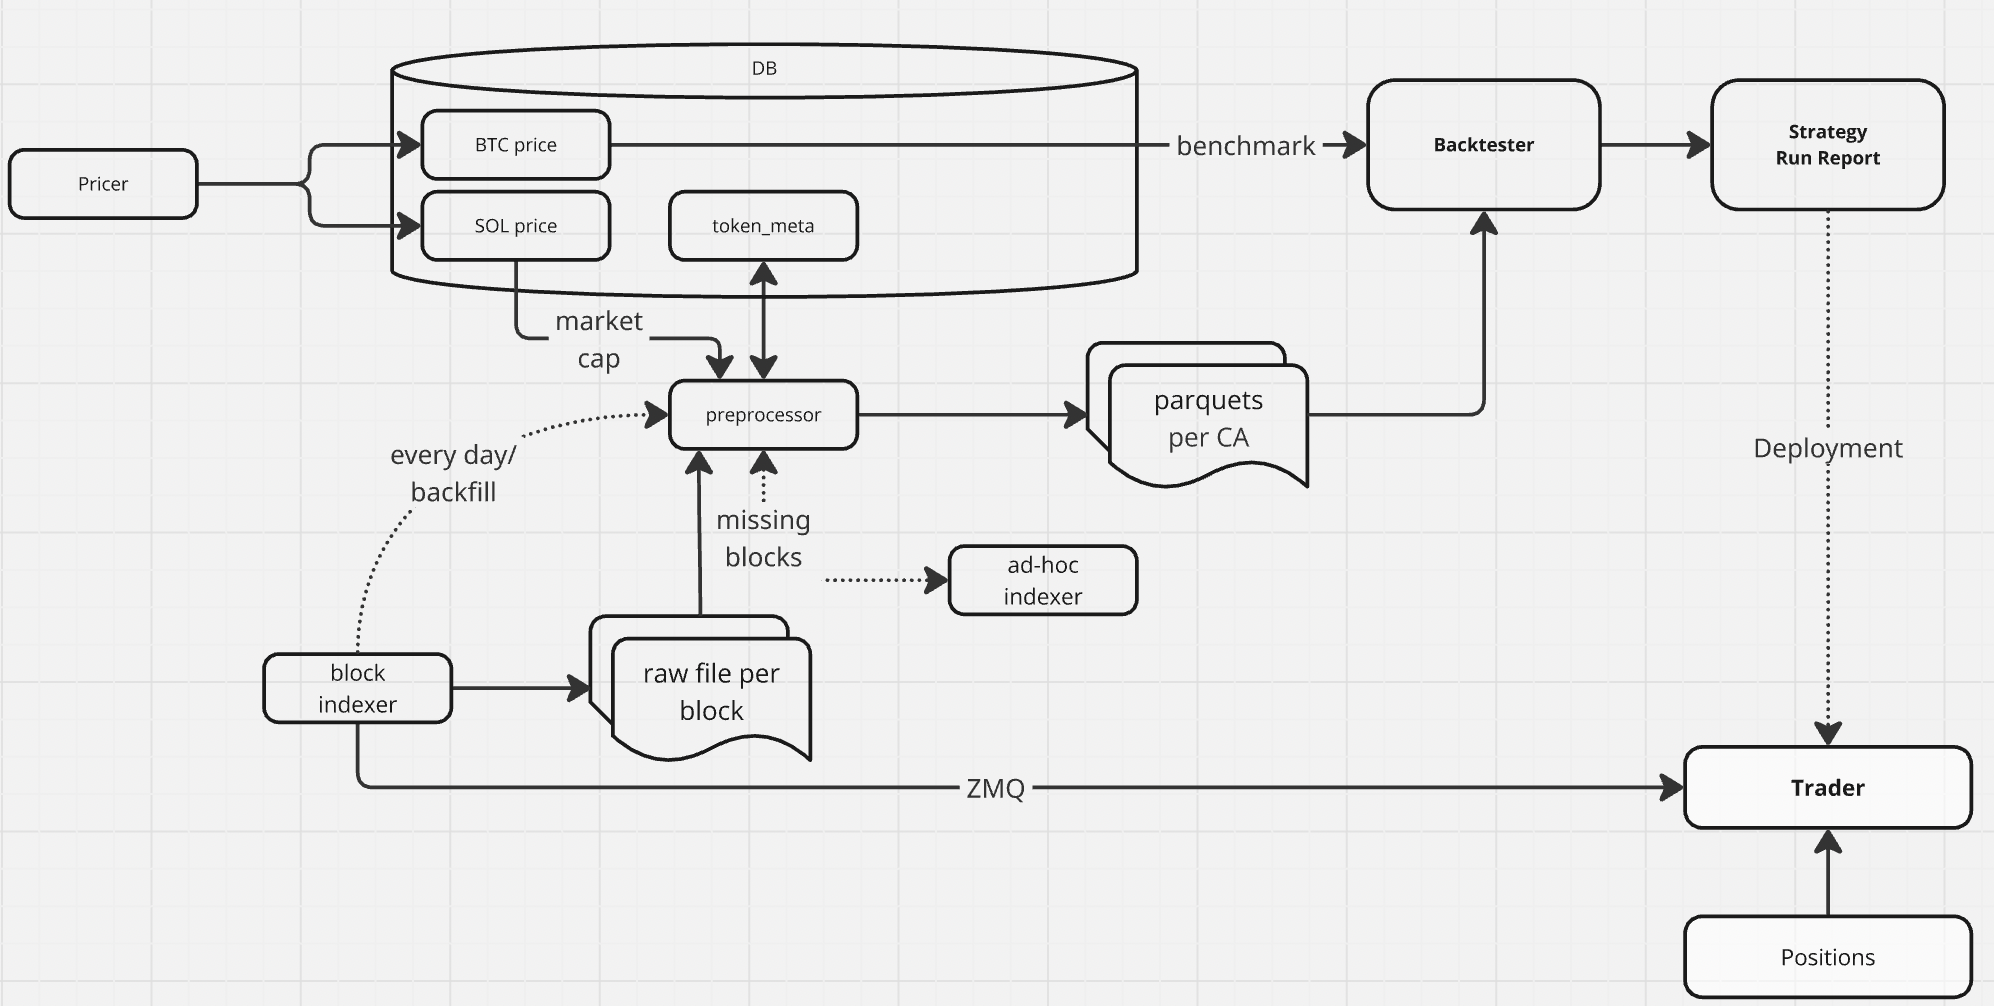 DB
BTC price
Pricer
SOL price
token_meta
benchmark
Backtester
Strategy
Run Report
market
cap
preprocessor
parquets
per CA
every day/
backfill
missing
blocks
Deployment
ad-hoc
indexer
block
indexer
raw file per
block
ZMQ
Trader
Positions